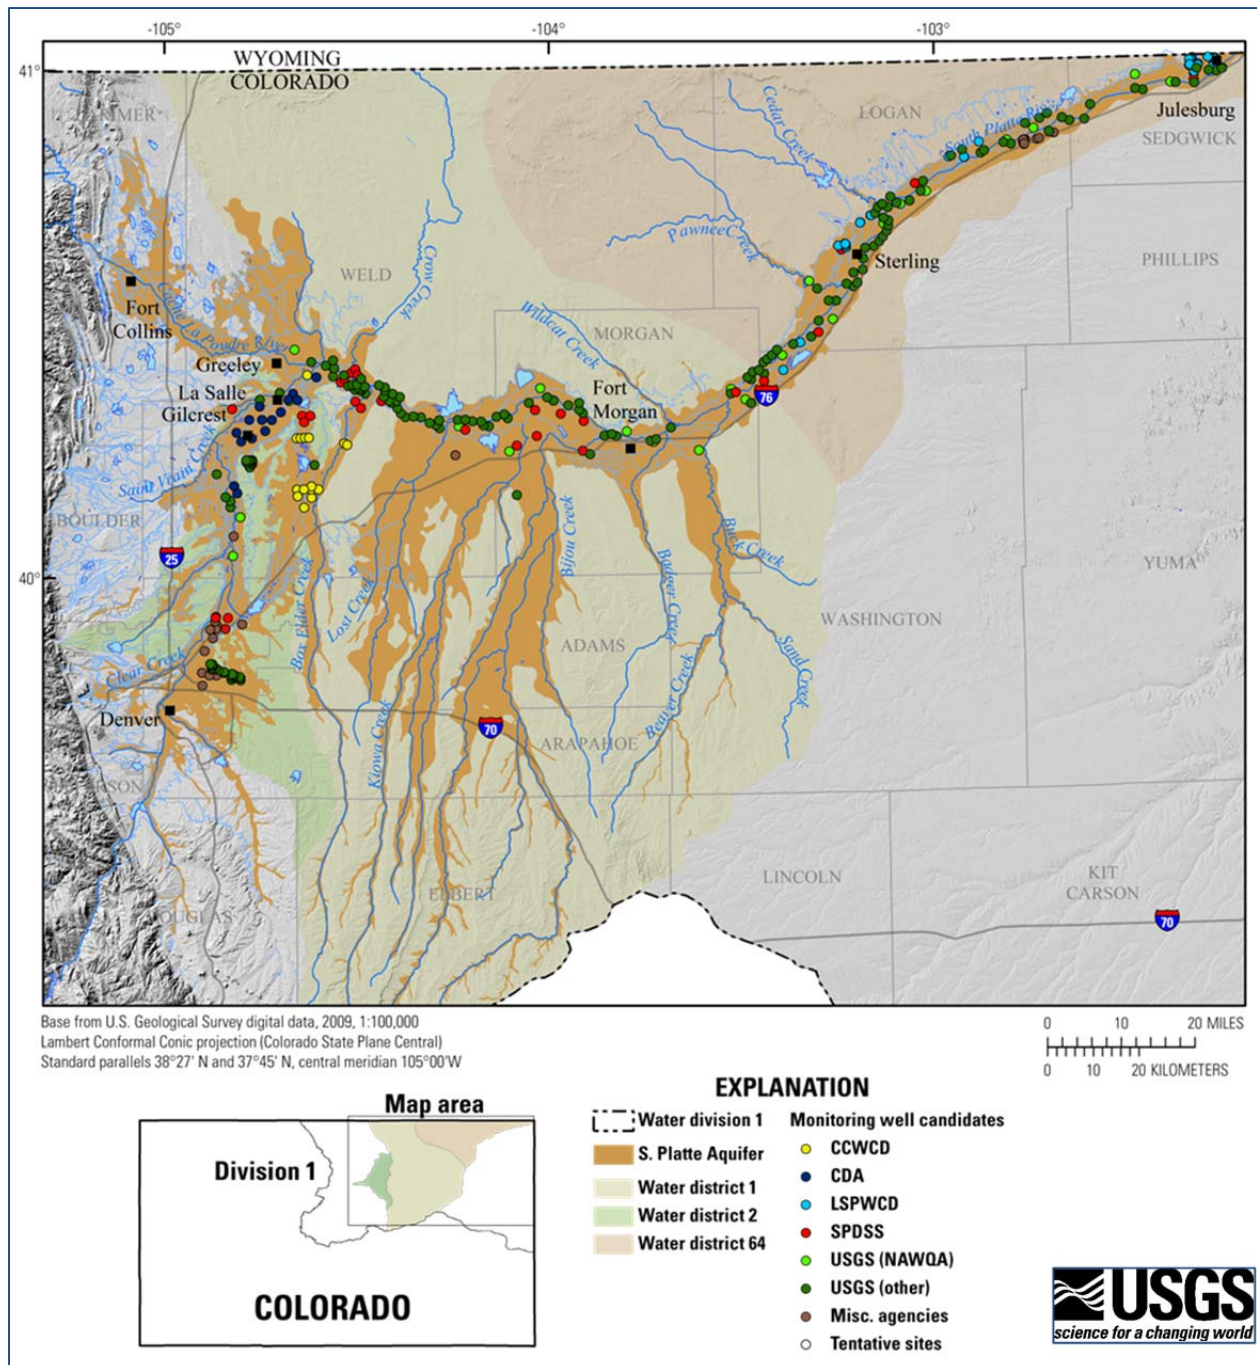 -105°
-104°
-103°
41°
WYOMING
COLORADO
LOGAN
Cedar Creek
South Platte River
Julesburg
SEDGWICK
Pawnee Creek
Sterling
PHILLIPS
WELD
Crow Creek
Fort
Collins
Cache La Poudre River
Wildcat Creek
MORGAN
Greeley
La Salle
Gilcrest
Fort
Morgan
76
Saint Vrain Creek
BOULDER
25
40°
Bijou Creek
Badger Creek
Buck Creek
YUMA
Box Elder Creek
Lost Creek
ADAMS
WASHINGTON
Clear Creek
Sand Creek
Beaver Creek
Denver
Kiowa Creek
70
ARAPAHOE
ELBERT
LINCOLN
KIT
CARSON
70
Base from U.S. Geological Survey digital data, 2009, 1:100,000
Lambert Conformal Conic projection (Colorado State Plane Central)
Standard parallels 38°27' N and 37°45' N, central meridian 105°00'W
0 10 20 MILES
0 10 20 KILOMETERS
EXPLANATION
Water division 1
S. Platte Aquifer
Water district 1
Water district 2
Water district 64
Monitoring well candidates
CCWCD
CDA
LSPWCD
SPDSS
USGS (NAWQA)
USGS (other)
Misc. agencies
Tentative sites
Map area
Division 1
COLORADO
USGS
science for a changing world